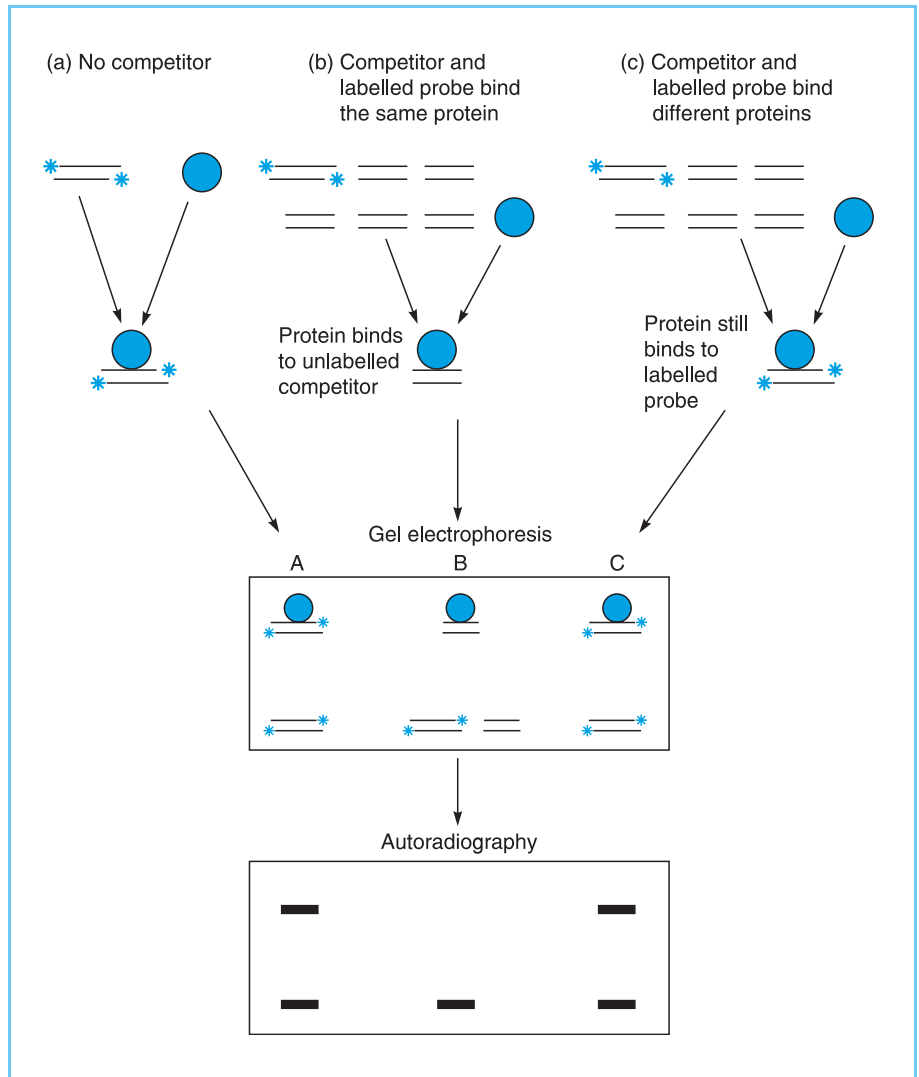 (a) No competitor
(b) Competitor and
labelled probe bind
the same protein
(c) Competitor and
labelled probe bind
different proteins
Protein binds
to unlabelled
competitor
Protein still
binds to
labelled
probe
Gel electrophoresis
A B C
Autoradiography